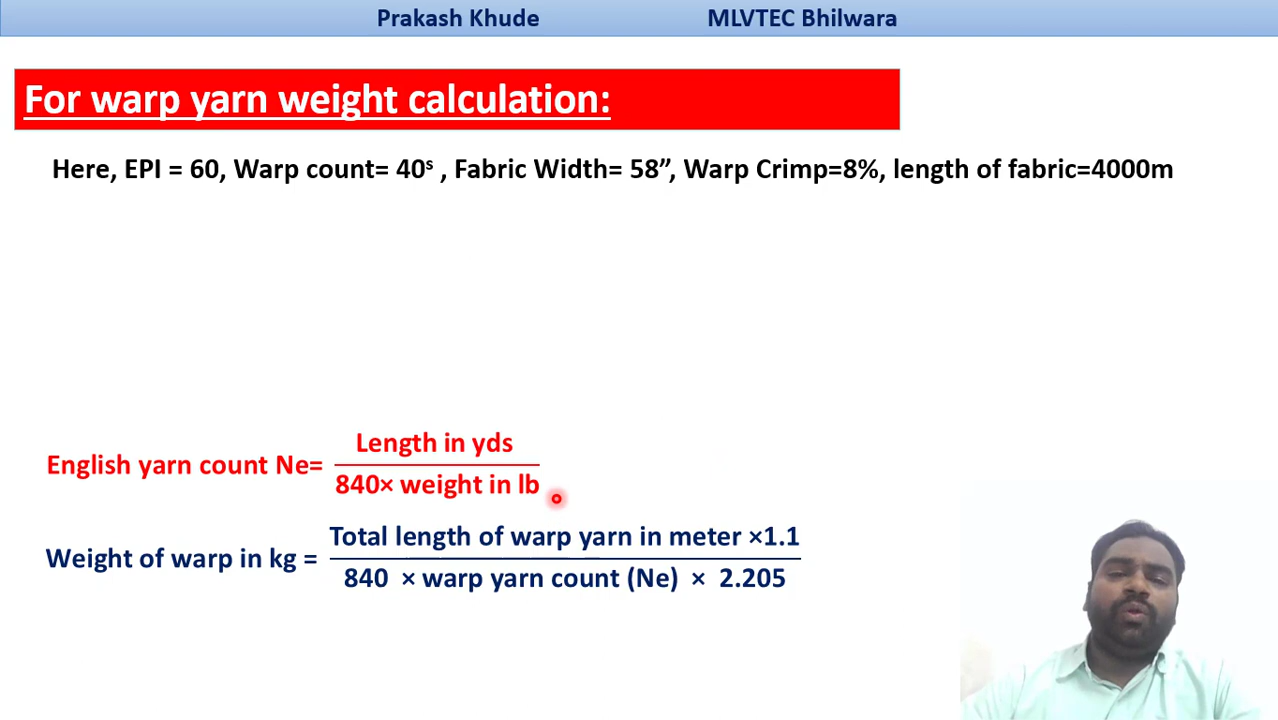 Prakash Khude MLVTEC Bhilwara
For warp yarn weight calculation:
Here, EPI = 60, Warp count= 40ˢ , Fabric Width= 58”, Warp Crimp=8%, length of fabric=4000m
English yarn count Ne= Length in yds
840× weight in lb
Weight of warp in kg = Total length of warp yarn in meter ×1.1
840 × warp yarn count (Ne) × 2.205